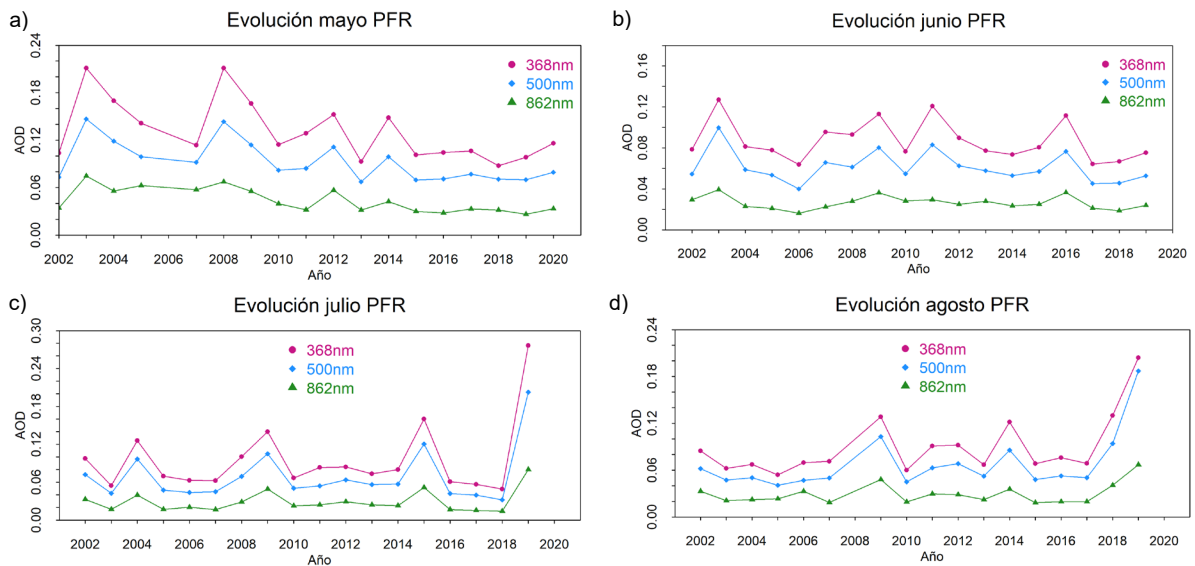 a)
Evolución mayo PFR
0.24
0.18
0.12
0.06
0.00
AOD
368nm
500nm
862nm
2002 2004 2006 2008 2010 2012 2014 2016 2018 2020
Año
b)
Evolución junio PFR
0.16
0.12
0.08
0.04
0.00
AOD
368nm
500nm
862nm
2002 2004 2006 2008 2010 2012 2014 2016 2018 2020
Año
c)
Evolución julio PFR
0.30
0.24
0.18
0.12
0.06
0.00
AOD
368nm
500nm
862nm
2002 2004 2006 2008 2010 2012 2014 2016 2018 2020
Año
d)
Evolución agosto PFR
0.24
0.18
0.12
0.06
0.00
AOD
368nm
500nm
862nm
2002 2004 2006 2008 2010 2012 2014 2016 2018 2020
Año